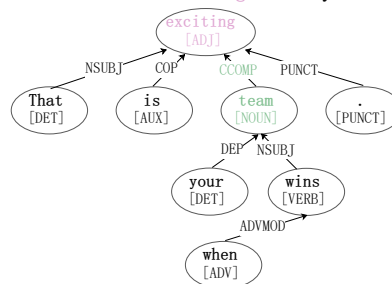 exciting
[ADJ]
NSUBJ COP CCOMP PUNCT
That is team .
[DET] [AUX] [NOUN] [PUNCT]
DEP NSUBJ
your wins
[DET] [VERB]
ADVMOD
when
[ADV]